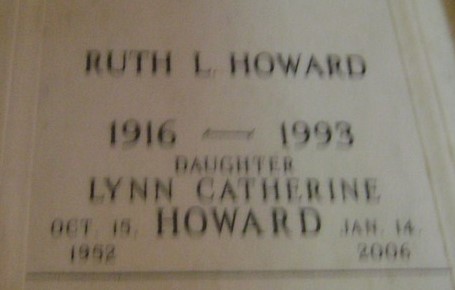 RUTH L. HOWARD
1916 — 1993
DAUGHTER
LYNN CATHERINE
OCT. 15, HOWARD JAN. 14,
1952 2006